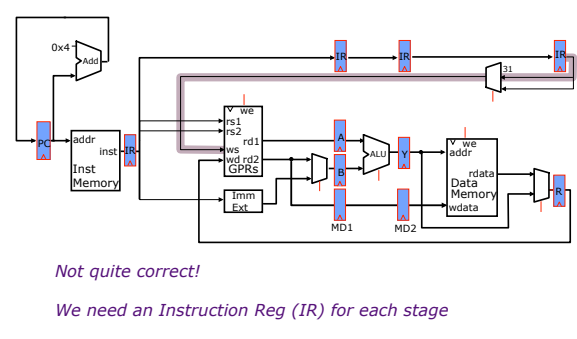 0x4
Add
IR
IR
IR
31
PC
addr
inst
Inst
Memory
IR
we
rs1
rs2
rd1
ws
wd rd2
GPRs
Imm
Ext
A
B
ALU
Y
we
addr
rdata
Data
Memory
wdata
R
MD1
MD2
Not quite correct!
We need an Instruction Reg (IR) for each stage